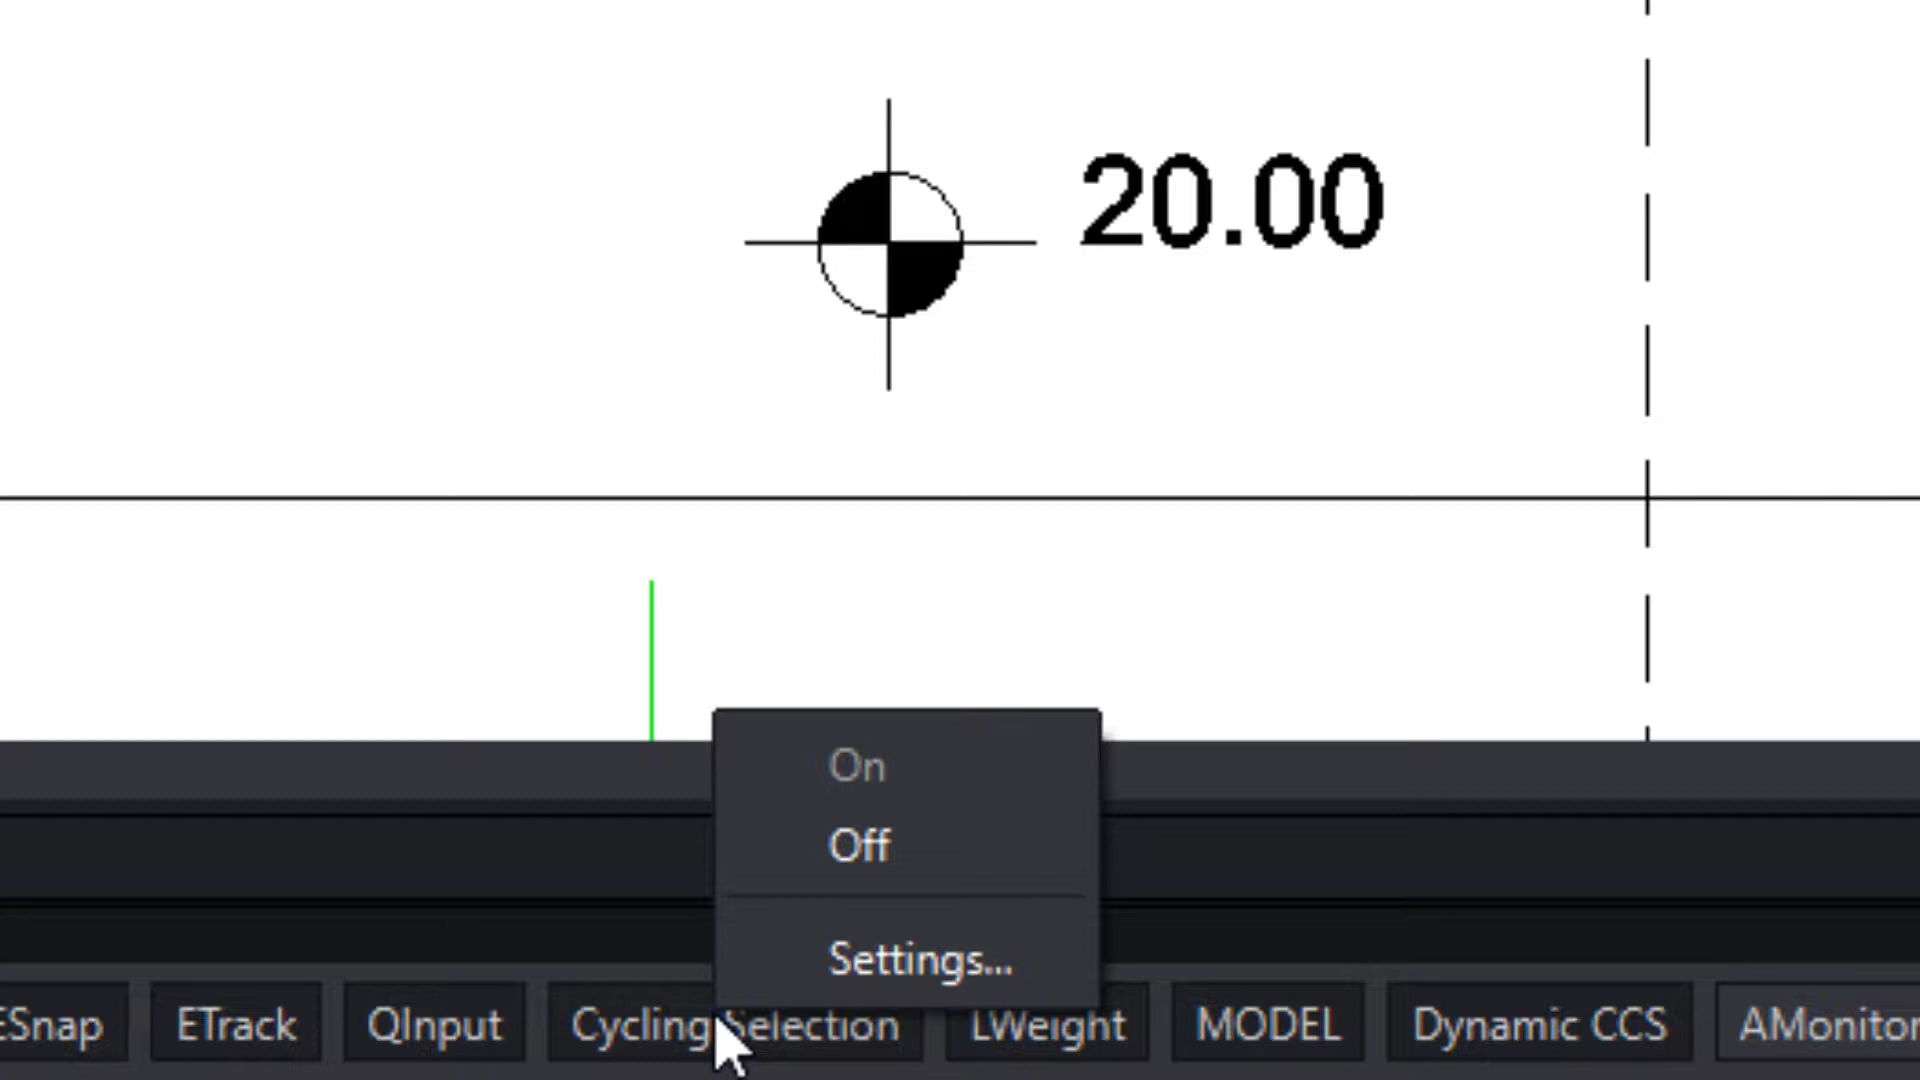 20.00
On
Off
Settings...
ESnap
ETrack
QInput
Cycling Selection
LWeight
MODEL
Dynamic CCS
AMonitor